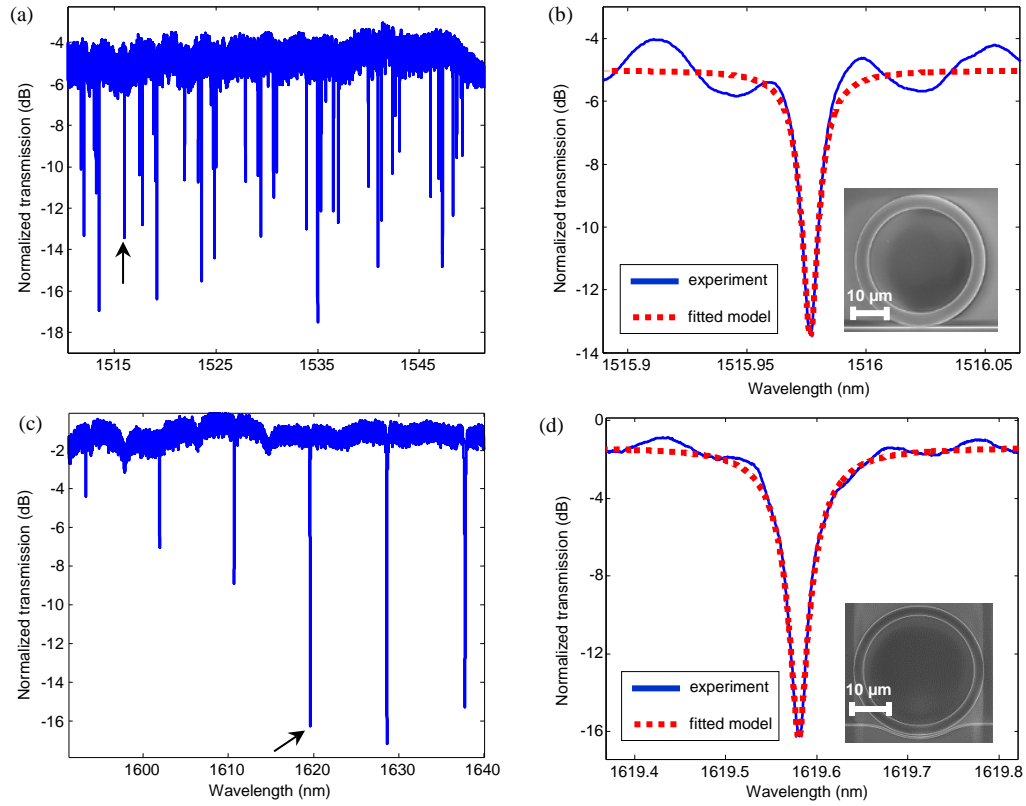 (a)
Normalized transmission (dB)
-4
-6
-8
-10
-12
-14
-16
-18
1515
1525
1535
1545
(b)
Normalized transmission (dB)
-4
-6
-8
-10
-12
-14
1515.9
1515.95
1516
1516.05
Wavelength (nm)
experiment
fitted model
10 µm
(c)
Normalized transmission (dB)
-2
-4
-6
-8
-10
-12
-14
-16
1600
1610
1620
1630
1640
Wavelength (nm)
(d)
Normalized transmission (dB)
0
-4
-8
-12
-16
1619.4
1619.5
1619.6
1619.7
1619.8
Wavelength (nm)
experiment
fitted model
10 µm